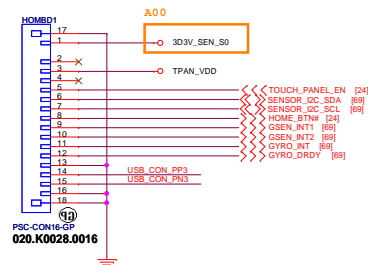 A00
HOMBD1
17
1
3D3V_SEN_S0
2
3
TPAN_VDD
4
5
TOUCH_PANEL_EN [24]
6
SENSOR_I2C_SDA [69]
7
SENSOR_I2C_SCL [69]
8
HOME_BTN# [24]
9
GSEN_INT1 [69]
10
GSEN_INT2 [69]
11
GYRO_INT [69]
12
GYRO_DRDY [69]
13
14
USB_CON_PP3
15
USB_CON_PN3
16
18
PSC-CON16-GP
020.K0028.0016